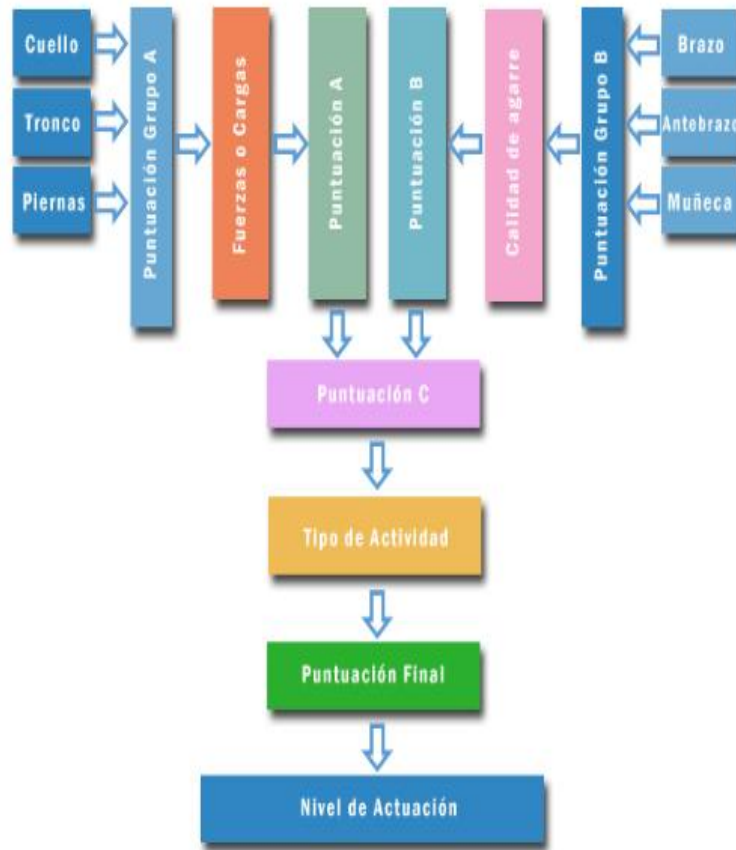 Cuello
Tronco
Piernas
Puntuación Grupo A
Fuerzas o Cargas
Puntuación A
Puntuación B
Calidad de agarre
Puntuación Grupo B
Brazo
Antebrazo
Muñeca
Puntuación C
Tipo de Actividad
Puntuación Final
Nivel de Actuación